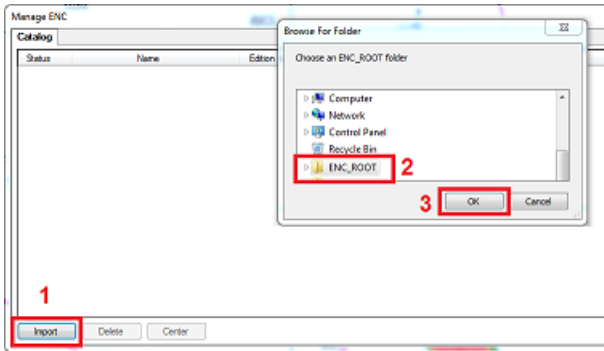 Manage ENC
Catalog
Status Name Edition
Browse For Folder
Choose an ENC_ROOT folder
Computer
Network
Control Panel
Recycle Bin
ENC_ROOT
2
3
OK Cancel
1
Import Delete Center